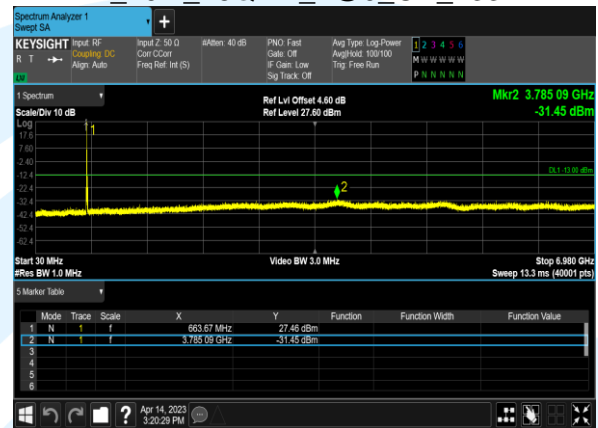 Spectrum Analyzer 1
Swept SA
+
KEYSIGHT Input: RF Input Z: 50 Ω #Atten: 40 dB PNO: Fast Avg Type: Log-Power 1 2 3 4 5 6
R T Coupling: DC Corr CCorr Gate: Off Avg|Hold: 100/100 M W W W W W
Align: Auto Freq Ref: Int (S) IF Gain: Low Trig: Free Run
Sig Track: Off P N N N N N
1 Spectrum Ref Lvl Offset 4.60 dB Mkr2 3.785 09 GHz
Scale/Div 10 dB Ref Level 27.60 dBm -31.45 dBm
Log
17.6
7.60
-2.40
-12.4
-22.4
-32.4
-42.4
-52.4
-62.4
1
DL1 -13.00 dBm
2
Start 30 MHz Video BW 3.0 MHz Stop 6.980 GHz
#Res BW 1.0 MHz Sweep 13.3 ms (40001 pts)
5 Marker Table
Mode Trace Scale X Y Function Function Width Function Value
1 N 1 f 663.67 MHz 27.46 dBm
2 N 1 f 3.785 09 GHz -31.45 dBm
3
4
5
6
? Apr 14, 2023
3:20:29 PM